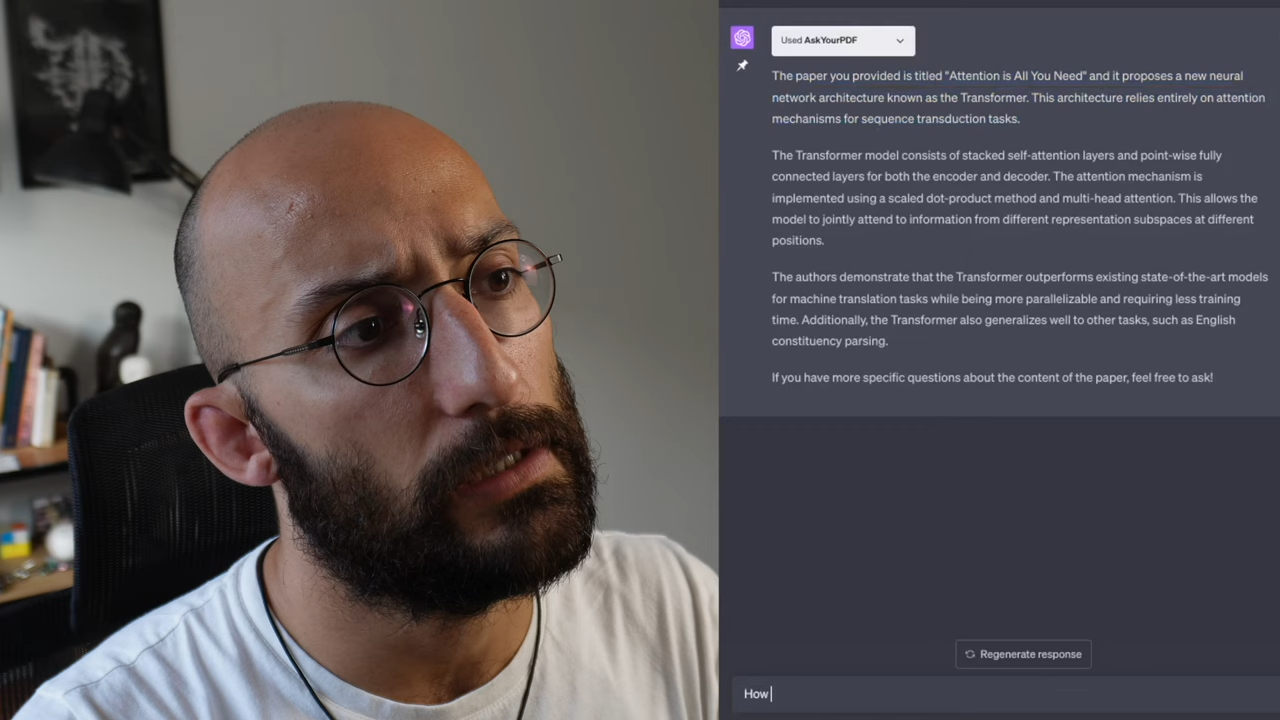 Used AskYourPDF
The paper you provided is titled "Attention is All You Need" and it proposes a new neural
network architecture known as the Transformer. This architecture relies entirely on attention
mechanisms for sequence transduction tasks.
The Transformer model consists of stacked self-attention layers and point-wise fully
connected layers for both the encoder and decoder. The attention mechanism is
implemented using a scaled dot-product method and multi-head attention. This allows the
model to jointly attend to information from different representation subspaces at different
positions.
The authors demonstrate that the Transformer outperforms existing state-of-the-art models
for machine translation tasks while being more parallelizable and requiring less training
time. Additionally, the Transformer also generalizes well to other tasks, such as English
constituency parsing.
If you have more specific questions about the content of the paper, feel free to ask!
Regenerate response
How